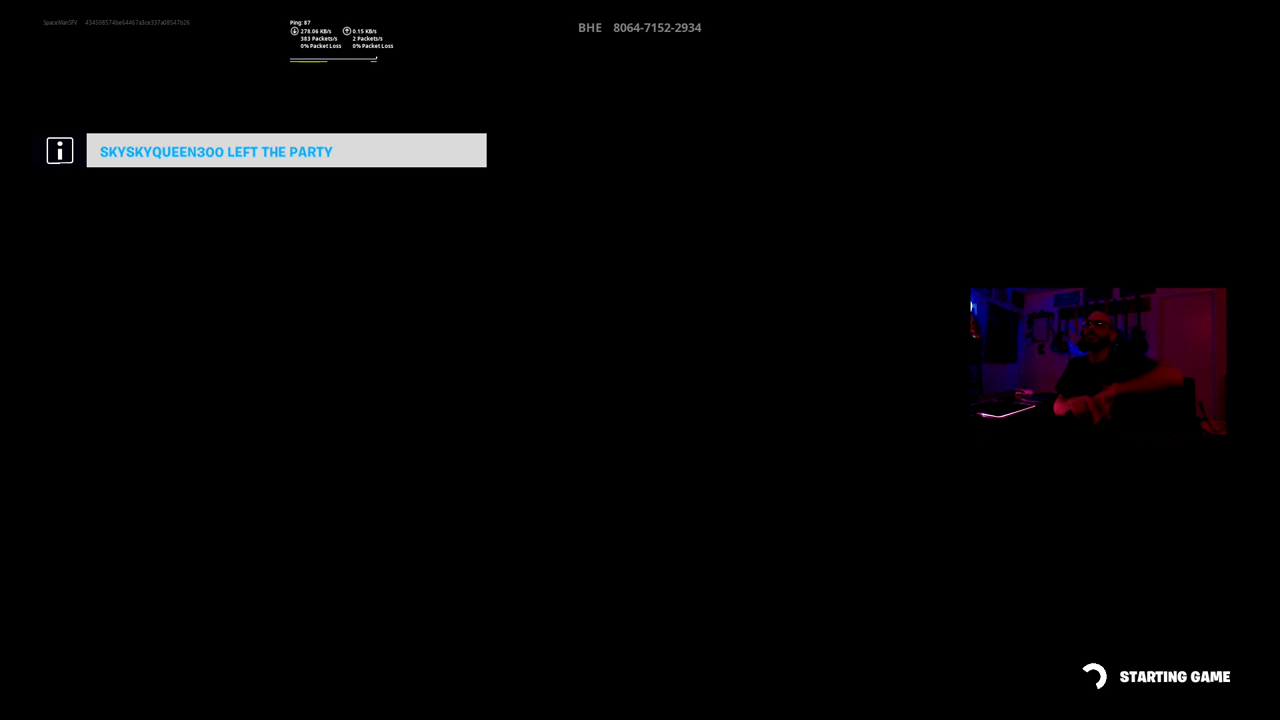 SpaceManSFV 434508574be64467a3ce337a08547b26
Ping: 87
278.06 KB/s 0.15 KB/s
383 Packets/s 2 Packets/s
0% Packet Loss 0% Packet Loss
BHE 8064-7152-2934
SKYSKYQUEEN300 LEFT THE PARTY
STARTING GAME